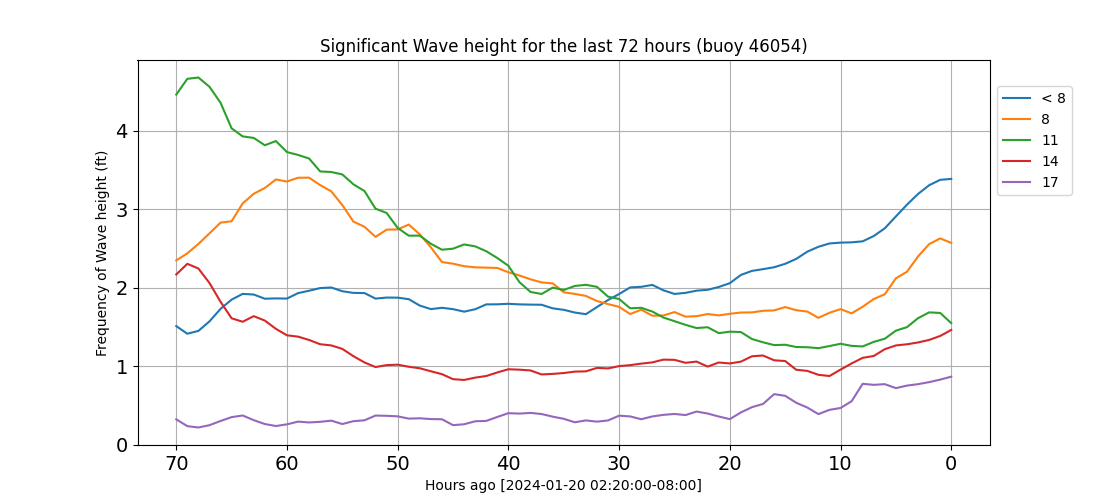 Significant Wave height for the last 72 hours (buoy 46054)
Frequency of Wave height (ft)
4
3
2
1
0
70 60 50 40 30 20 10 0
Hours ago [2024-01-20 02:20:00-08:00]
< 8
8
11
14
17